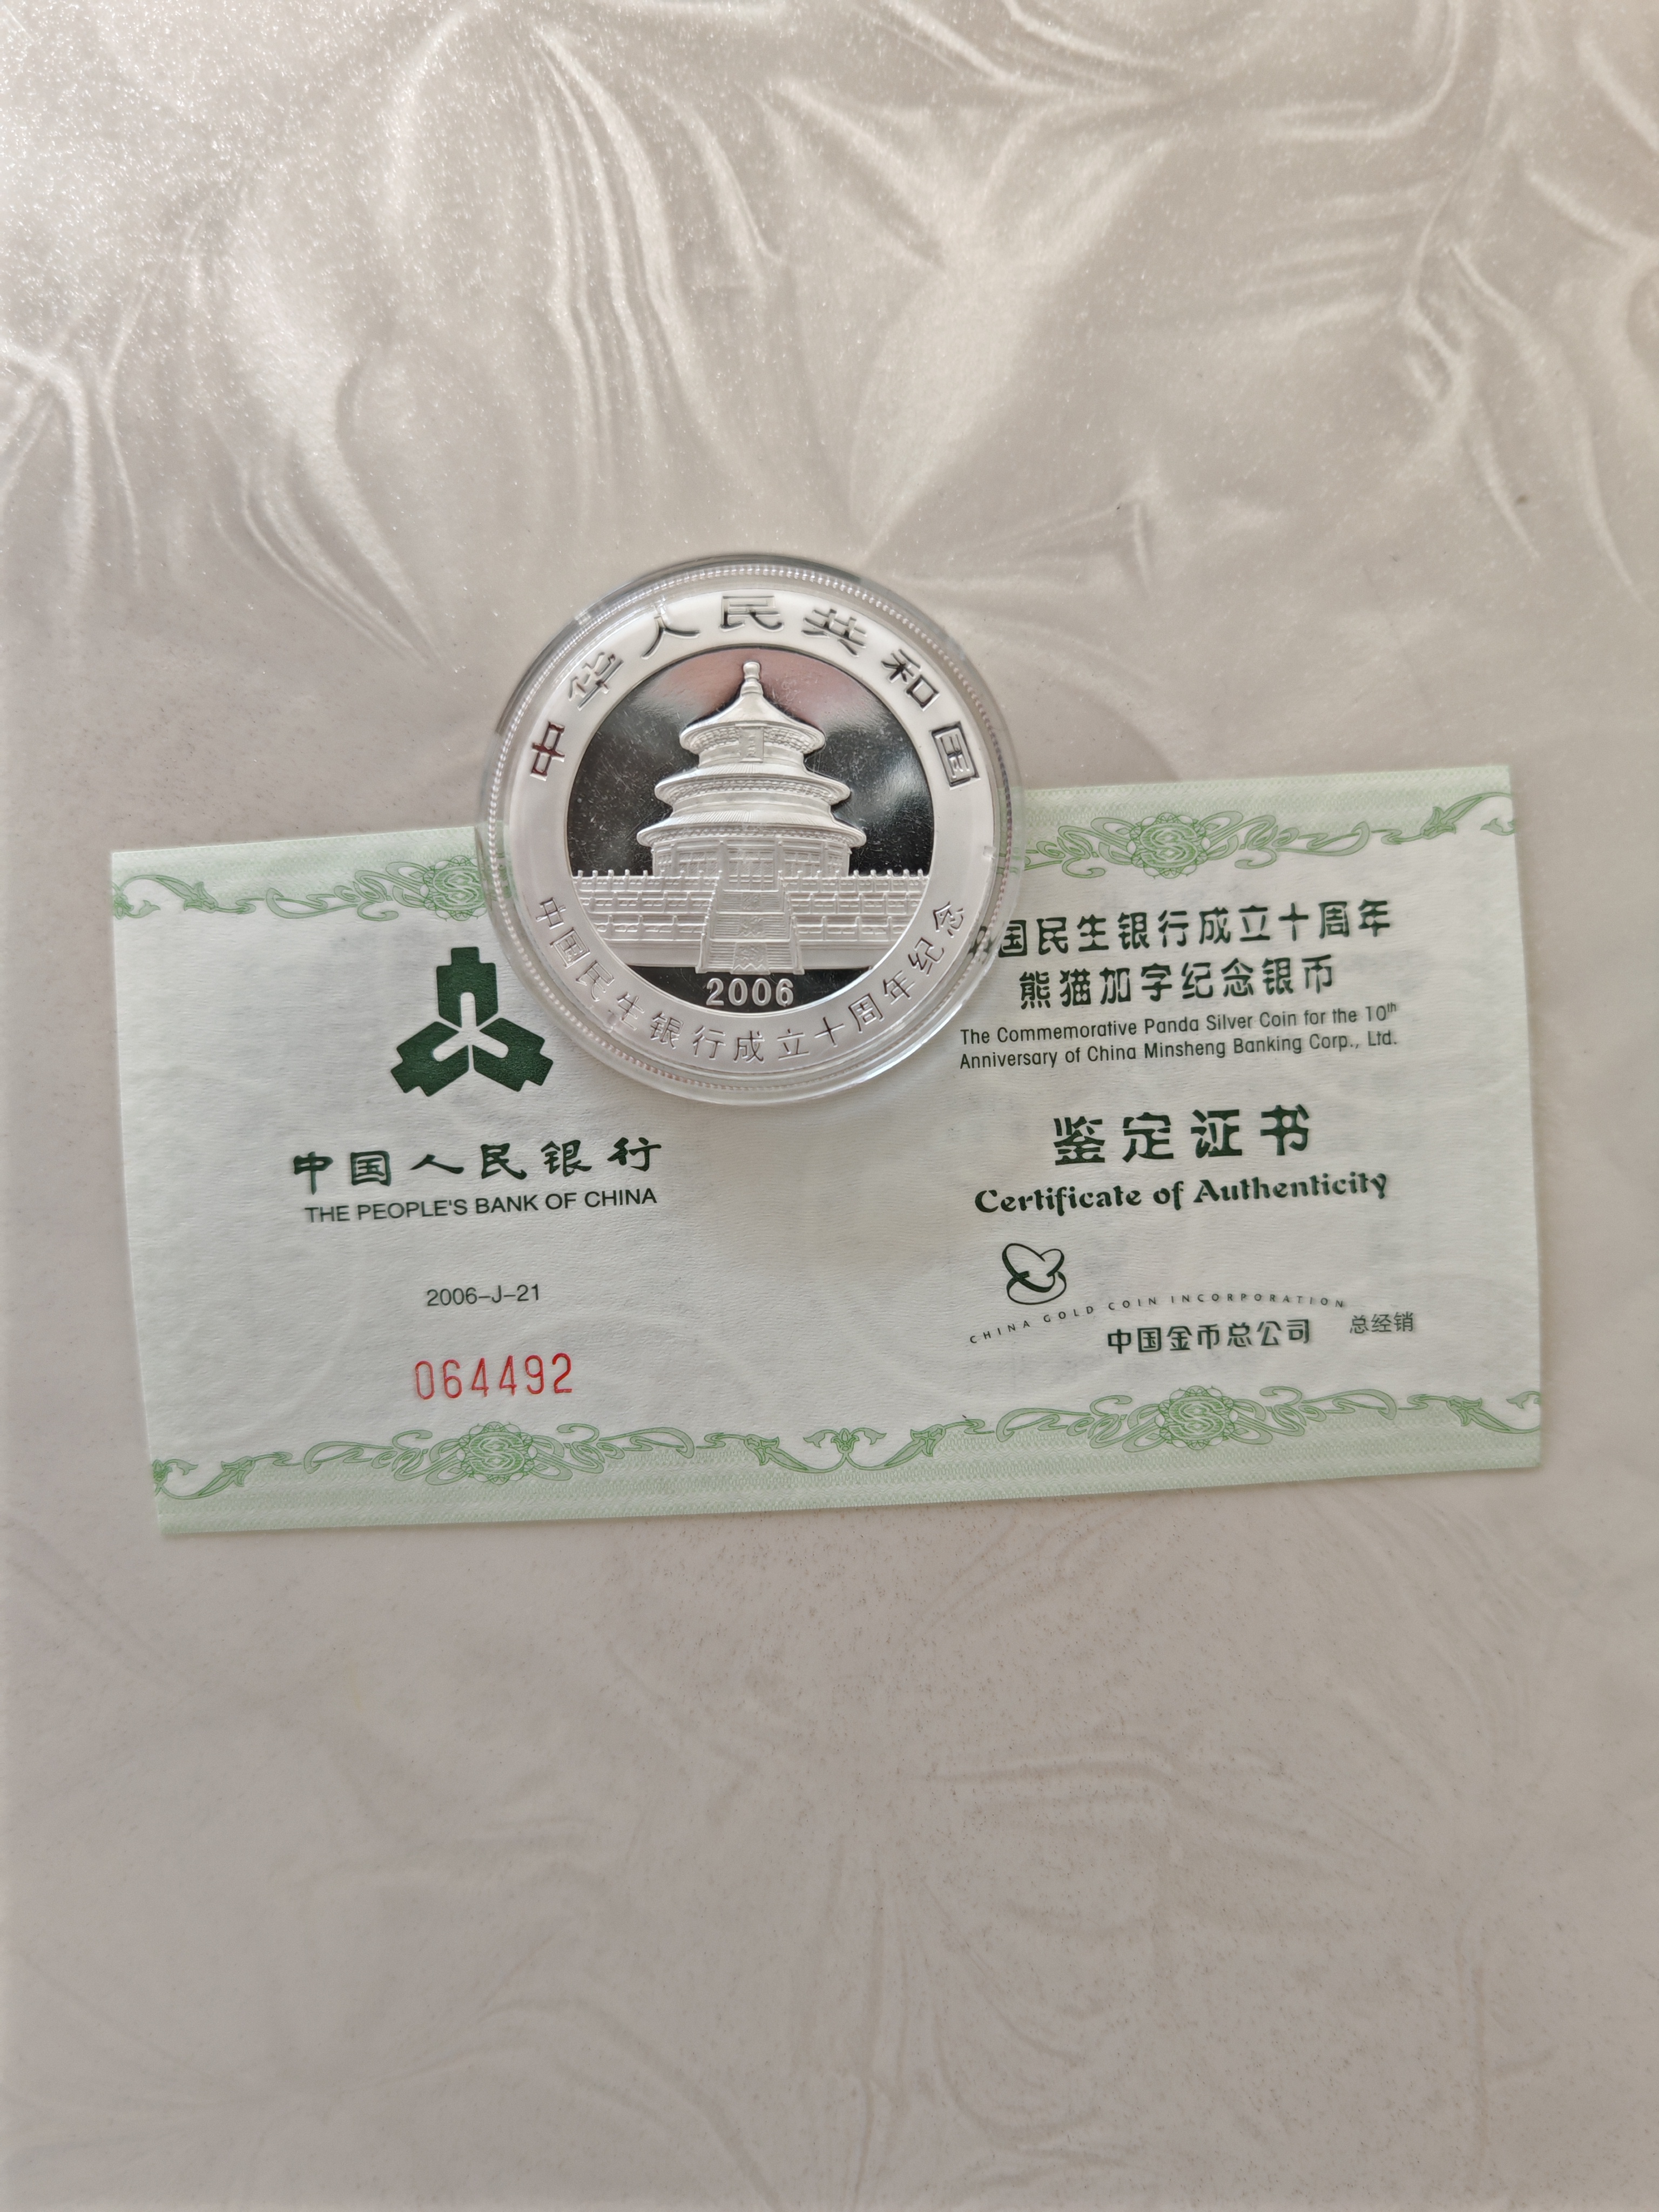 中华人民共和国
2006
中国民生银行成立十周年纪念
中国人民银行
THE PEOPLE'S BANK OF CHINA
2006-J-21
064492
中国民生银行成立十周年
熊猫加字纪念银币
The Commemorative Panda Silver Coin for the 10th
Anniversary of China Minsheng Banking Corp., Ltd.
鉴定证书
Certificate of Authenticity
CHINA GOLD COIN INCORPORATION
中国金币总公司 总经销